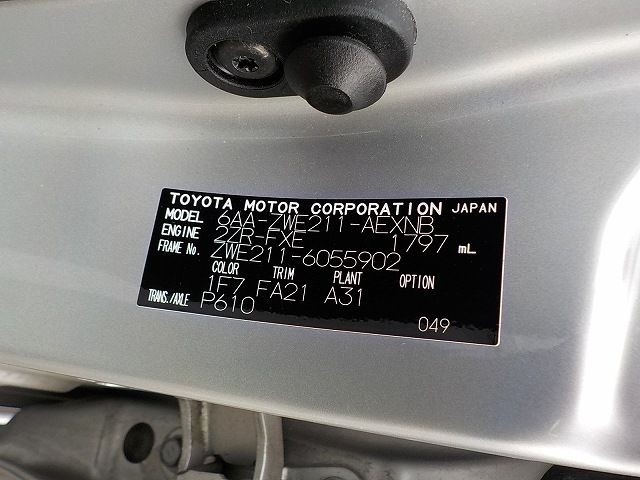 TOYOTA MOTOR CORPORATION JAPAN
MODEL 6AA-ZWE211-AEXNB
ENGINE 2ZR-FXE 1797 mL
FRAME No. ZWE211-6055902
COLOR TRIM PLANT OPTION
1F7 FA21 A31
TRANS./AXLE P610
049